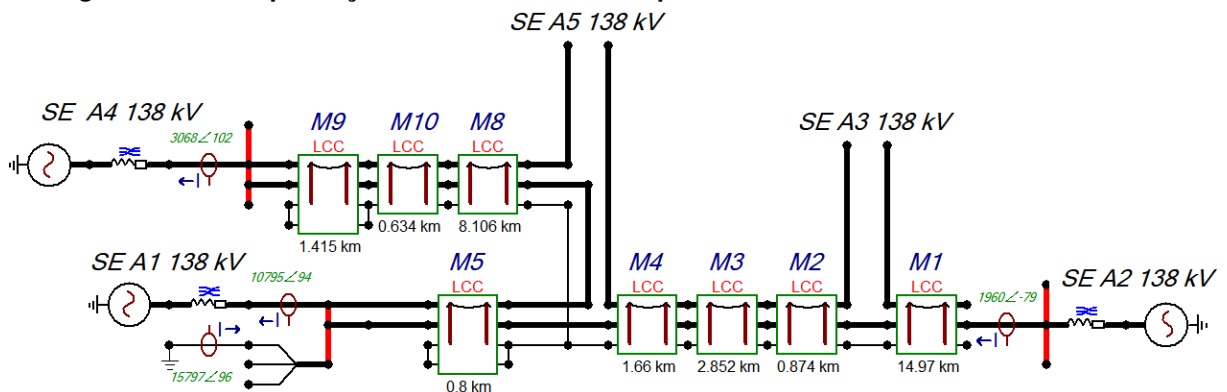 SE A5 138 kV
SE A4 138 kV
3068∠102
←I
M9
LCC
1.415 km
M10
LCC
0.634 km
M8
LCC
8.106 km
SE A3 138 kV
SE A1 138 kV
10795∠94
←I
I→
15797∠96
M5
LCC
0.8 km
M4
LCC
1.66 km
M3
LCC
2.852 km
M2
LCC
0.874 km
M1
LCC
14.97 km
1960∠-79
←I
SE A2 138 kV